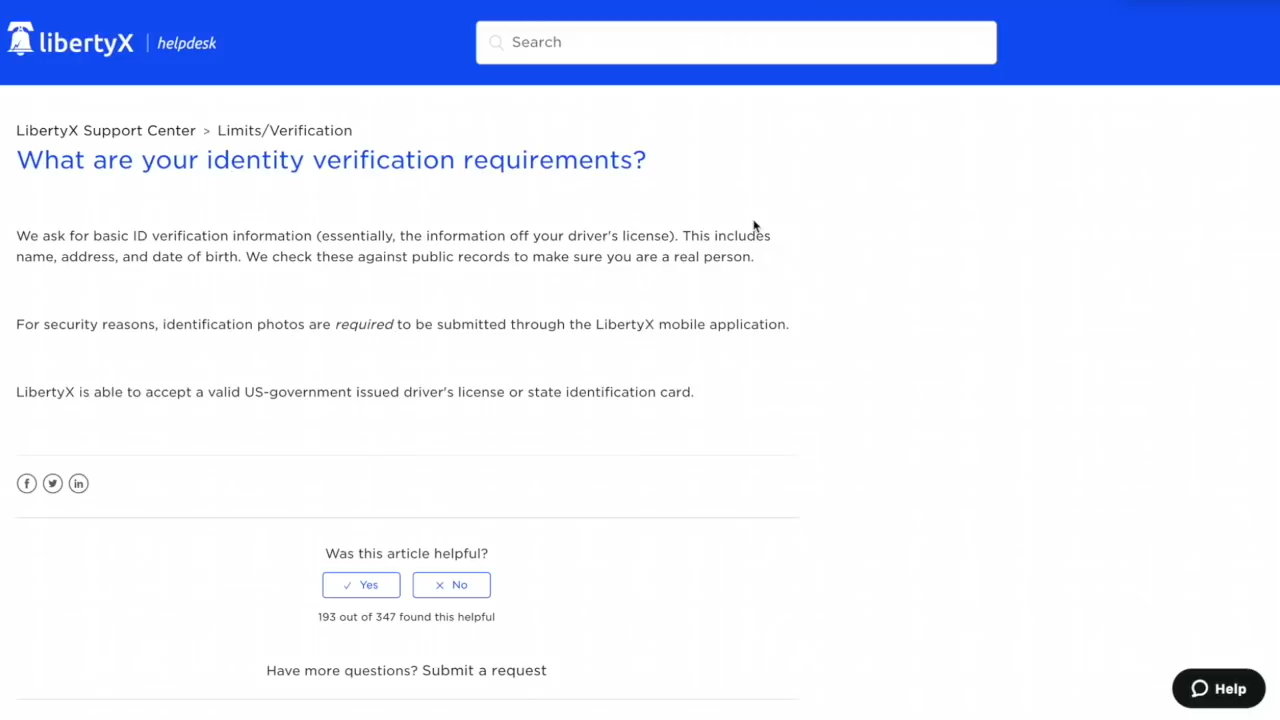 libertyX | helpdesk
Search
LibertyX Support Center > Limits/Verification
What are your identity verification requirements?
We ask for basic ID verification information (essentially, the information off your driver's license). This includes
name, address, and date of birth. We check these against public records to make sure you are a real person.
For security reasons, identification photos are required to be submitted through the LibertyX mobile application.
LibertyX is able to accept a valid US-government issued driver's license or state identification card.
Was this article helpful?
✓ Yes ✕ No
193 out of 347 found this helpful
Have more questions? Submit a request
Help